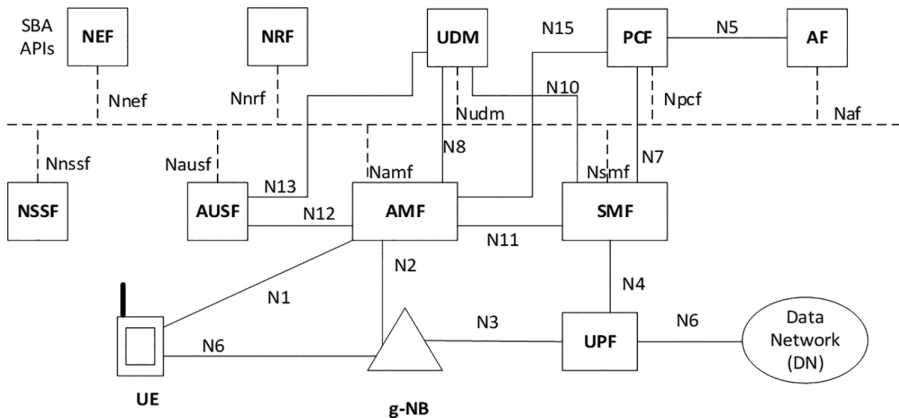 SBA
APIs
NEF
NRF
UDM
N15
PCF
N5
AF
Nnef
Nnrf
N10
Nudm
Npcf
Naf
Nnssf
Nausf
Namf
N8
Nsmf
N7
N13
NSSF
AUSF
N12
AMF
N11
SMF
N1
N2
N4
N3
N6
UPF
N6
Data
Network
(DN)
UE
g-NB